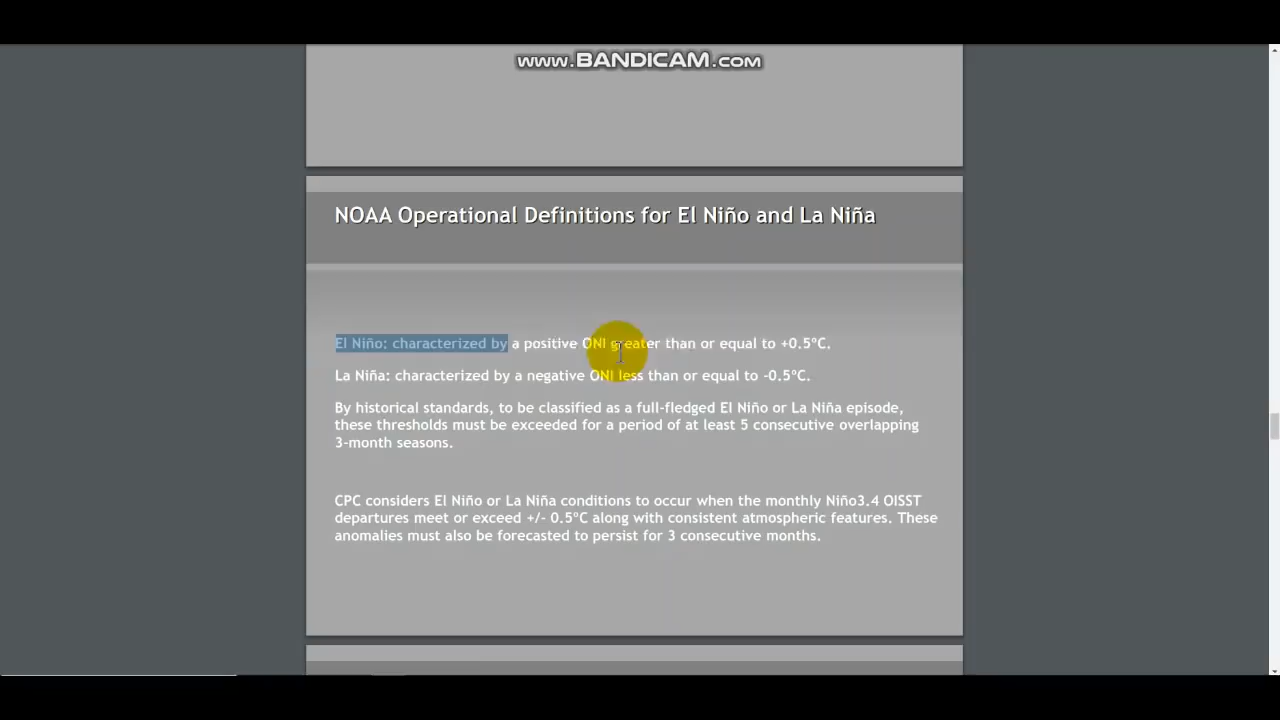 www.BANDICAM.com
NOAA Operational Definitions for El Niño and La Niña
El Niño: characterized by a positive ONI greater than or equal to +0.5ºC.
La Niña: characterized by a negative ONI less than or equal to -0.5ºC.
By historical standards, to be classified as a full-fledged El Niño or La Niña episode,
these thresholds must be exceeded for a period of at least 5 consecutive overlapping
3-month seasons.
CPC considers El Niño or La Niña conditions to occur when the monthly Niño3.4 OISST
departures meet or exceed +/- 0.5ºC along with consistent atmospheric features. These
anomalies must also be forecasted to persist for 3 consecutive months.